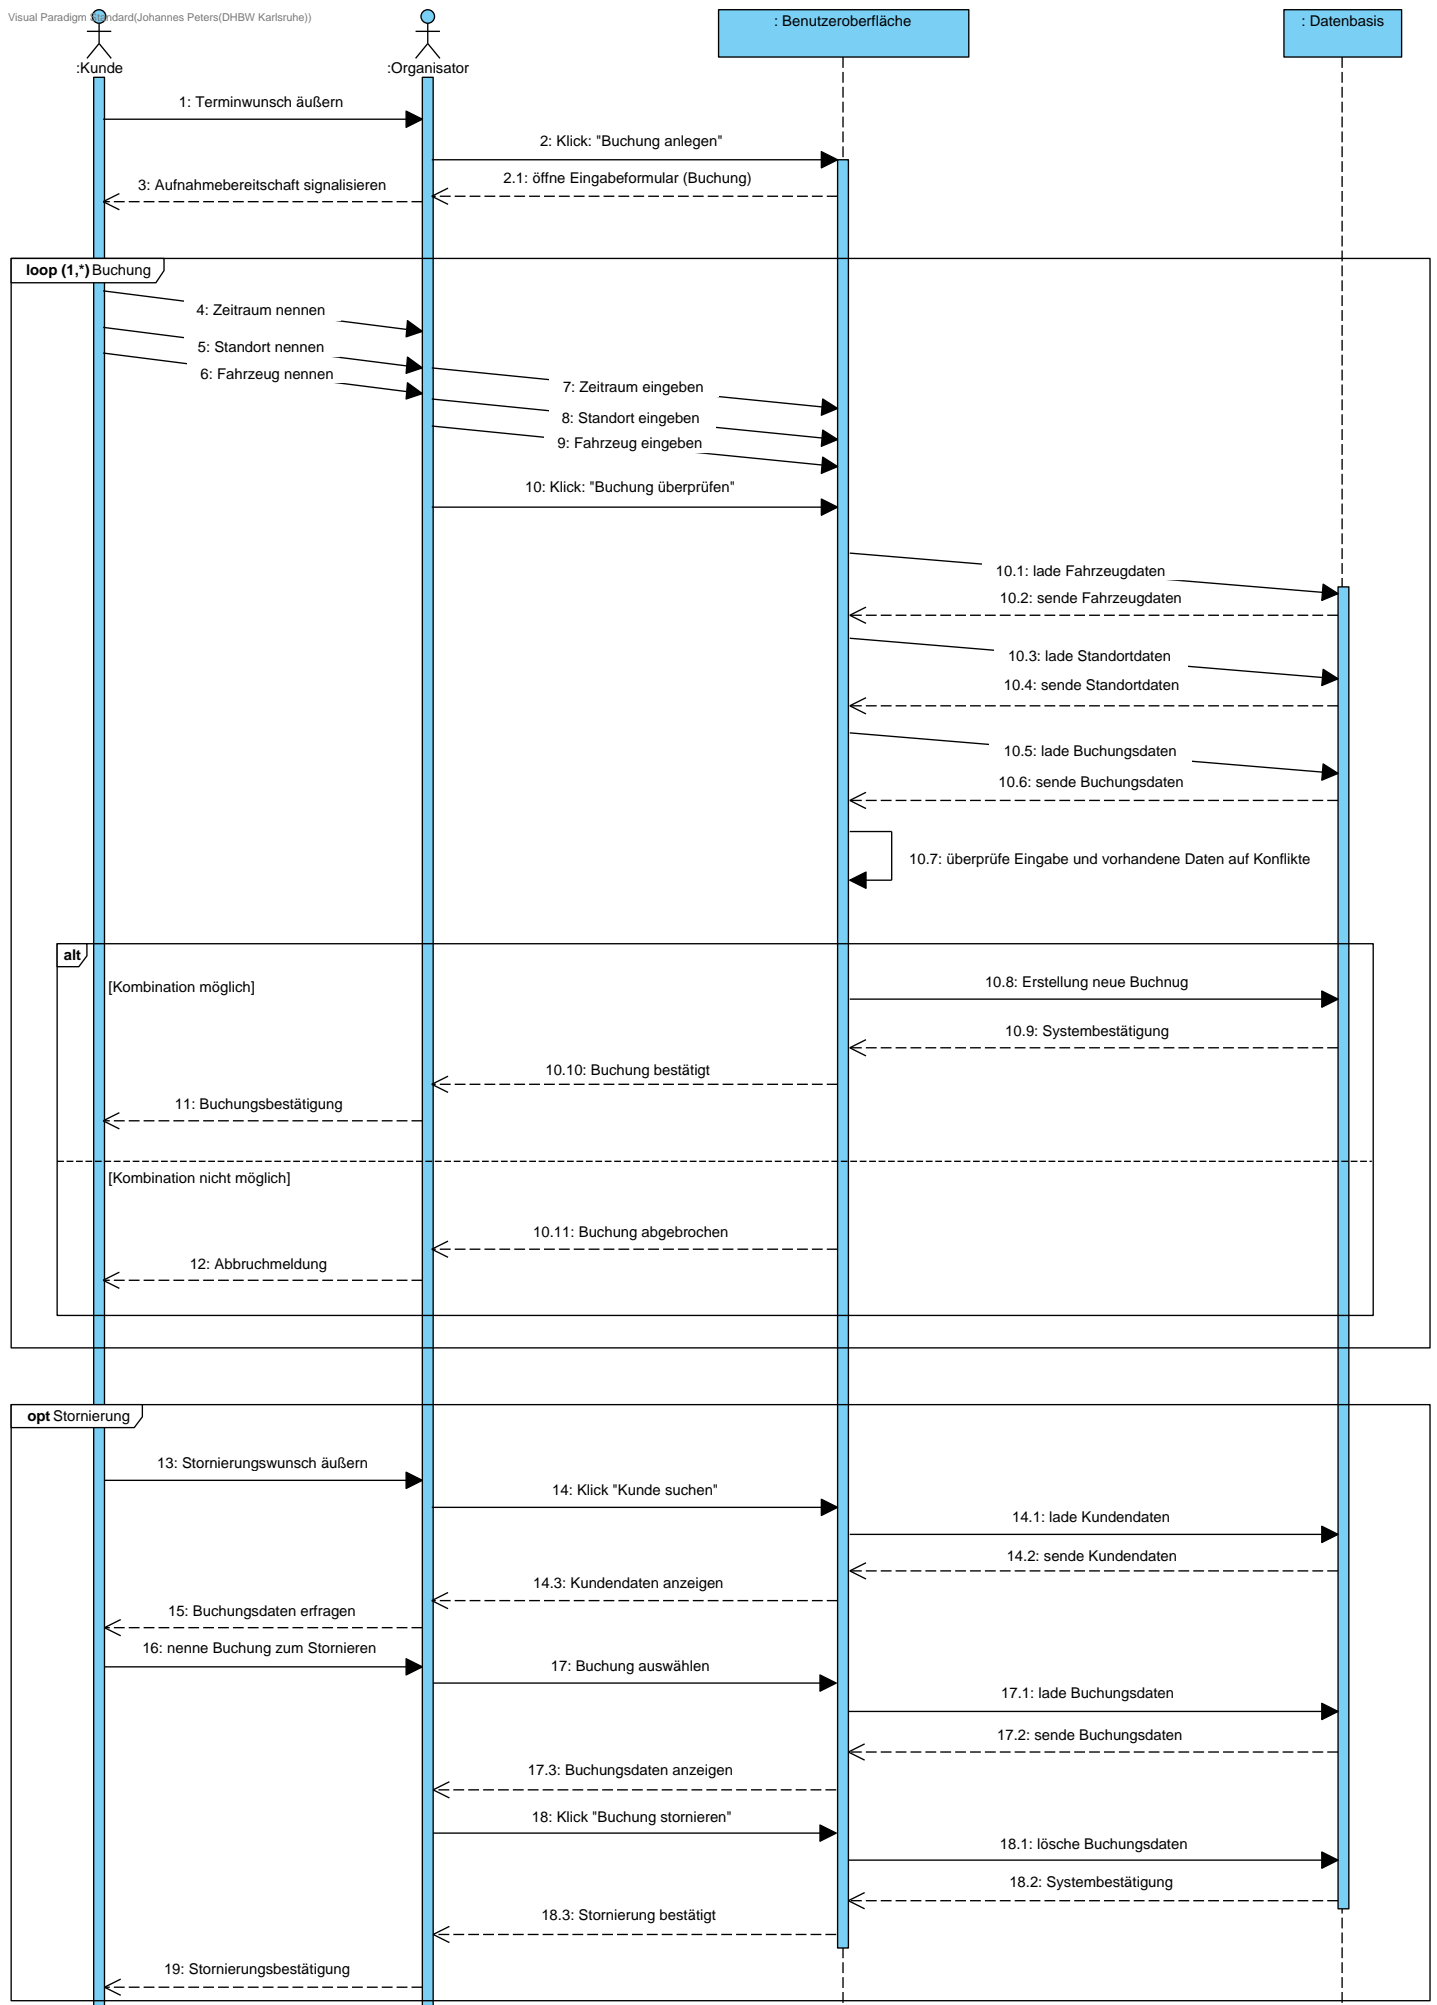 Visual Paradigm Standard(Johannes Peters(DHBW Karlsruhe))
:Kunde
:Organisator
: Benutzeroberfläche
: Datenbasis
1: Terminwunsch äußern
2: Klick: "Buchung anlegen"
2.1: öffne Eingabeformular (Buchung)
3: Aufnahmebereitschaft signalisieren
loop (1,*) Buchung
4: Zeitraum nennen
5: Standort nennen
6: Fahrzeug nennen
7: Zeitraum eingeben
8: Standort eingeben
9: Fahrzeug eingeben
10: Klick: "Buchung überprüfen"
10.1: lade Fahrzeugdaten
10.2: sende Fahrzeugdaten
10.3: lade Standortdaten
10.4: sende Standortdaten
10.5: lade Buchungsdaten
10.6: sende Buchungsdaten
10.7: überprüfe Eingabe und vorhandene Daten auf Konflikte
alt
[Kombination möglich]
10.8: Erstellung neue Buchnug
10.9: Systembestätigung
10.10: Buchung bestätigt
11: Buchungsbestätigung
[Kombination nicht möglich]
10.11: Buchung abgebrochen
12: Abbruchmeldung
opt Stornierung
13: Stornierungswunsch äußern
14: Klick "Kunde suchen"
14.1: lade Kundendaten
14.2: sende Kundendaten
14.3: Kundendaten anzeigen
15: Buchungsdaten erfragen
16: nenne Buchung zum Stornieren
17: Buchung auswählen
17.1: lade Buchungsdaten
17.2: sende Buchungsdaten
17.3: Buchungsdaten anzeigen
18: Klick "Buchung stornieren"
18.1: lösche Buchungsdaten
18.2: Systembestätigung
18.3: Stornierung bestätigt
19: Stornierungsbestätigung